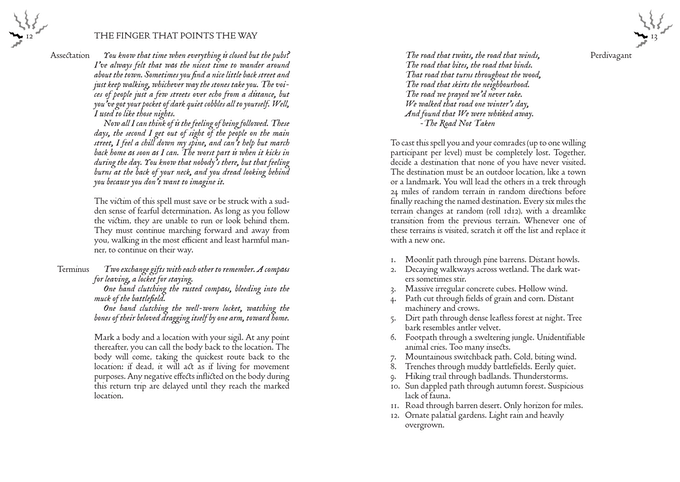 12
THE FINGER THAT POINTS THE WAY
Assectation
You know that time when everything is closed but the pubs?
I've always felt that was the nicest time to wander around
about the town. Sometimes you find a nice little back street and
just keep walking, whichever way the stones take you. The voi-
ces of people just a few streets over echo from a distance, but
you've got your pocket of dark quiet cobbles all to yourself. Well,
I used to like those nights.
Now all I can think of is the feeling of being followed. These
days, the second I get out of sight of the people on the main
street, I feel a chill down my spine, and can't help but march
back home as soon as I can. The worst part is when it kicks in
during the day. You know that nobody's there, but that feeling
burns at the back of your neck, and you dread looking behind
you because you don't want to imagine it.
The victim of this spell must save or be struck with a sud-
den sense of fearful determination. As long as you follow
the victim, they are unable to run or look behind them.
They must continue marching forward and away from
you, walking in the most efficient and least harmful man-
ner, to continue on their way.
Terminus
Two exchange gifts with each other to remember. A compass
for leaving, a locket for staying.
One hand clutching the rusted compass, bleeding into the
muck of the battlefield.
One hand clutching the well-worn locket, watching the
bones of their beloved dragging itself by one arm, toward home.
Mark a body and a location with your sigil. At any point
thereafter, you can call the body back to the location. The
body will come, taking the quickest route back to the
location: if dead, it will act as if living for movement
purposes. Any negative effects inflicted on the body during
this return trip are delayed until they reach the marked
location.
13
Perdivagant
The road that twists, the road that winds,
The road that bites, the road that binds.
That road that turns throughout the wood,
The road that skirts the neighbourhood.
The road we prayed we'd never take.
We walked that road one winter's day,
And found that We were whisked away.
-The Road Not Taken
To cast this spell you and your comrades (up to one willing
participant per level) must be completely lost. Together,
decide a destination that none of you have never visited.
The destination must be an outdoor location, like a town
or a landmark. You will lead the others in a trek through
24 miles of random terrain in random directions before
finally reaching the named destination. Every six miles the
terrain changes at random (roll 1d12), with a dreamlike
transition from the previous terrain. Whenever one of
these terrains is visited, scratch it off the list and replace it
with a new one.
1. Moonlit path through pine barrens. Distant howls.
2. Decaying walkways across wetland. The dark wat-
ers sometimes stir.
3. Massive irregular concrete cubes. Hollow wind.
4. Path cut through fields of grain and corn. Distant
machinery and crows.
5. Dirt path through dense leafless forest at night. Tree
bark resembles antler velvet.
6. Footpath through a sweltering jungle. Unidentifiable
animal cries. Too many insects.
7. Mountainous switchback path. Cold, biting wind.
8. Trenches through muddy battlefields. Eerily quiet.
9. Hiking trail through badlands. Thunderstorms.
10. Sun dappled path through autumn forest. Suspicious
lack of fauna.
11. Road through barren desert. Only horizon for miles.
12. Ornate palatial gardens. Light rain and heavily
overgrown.